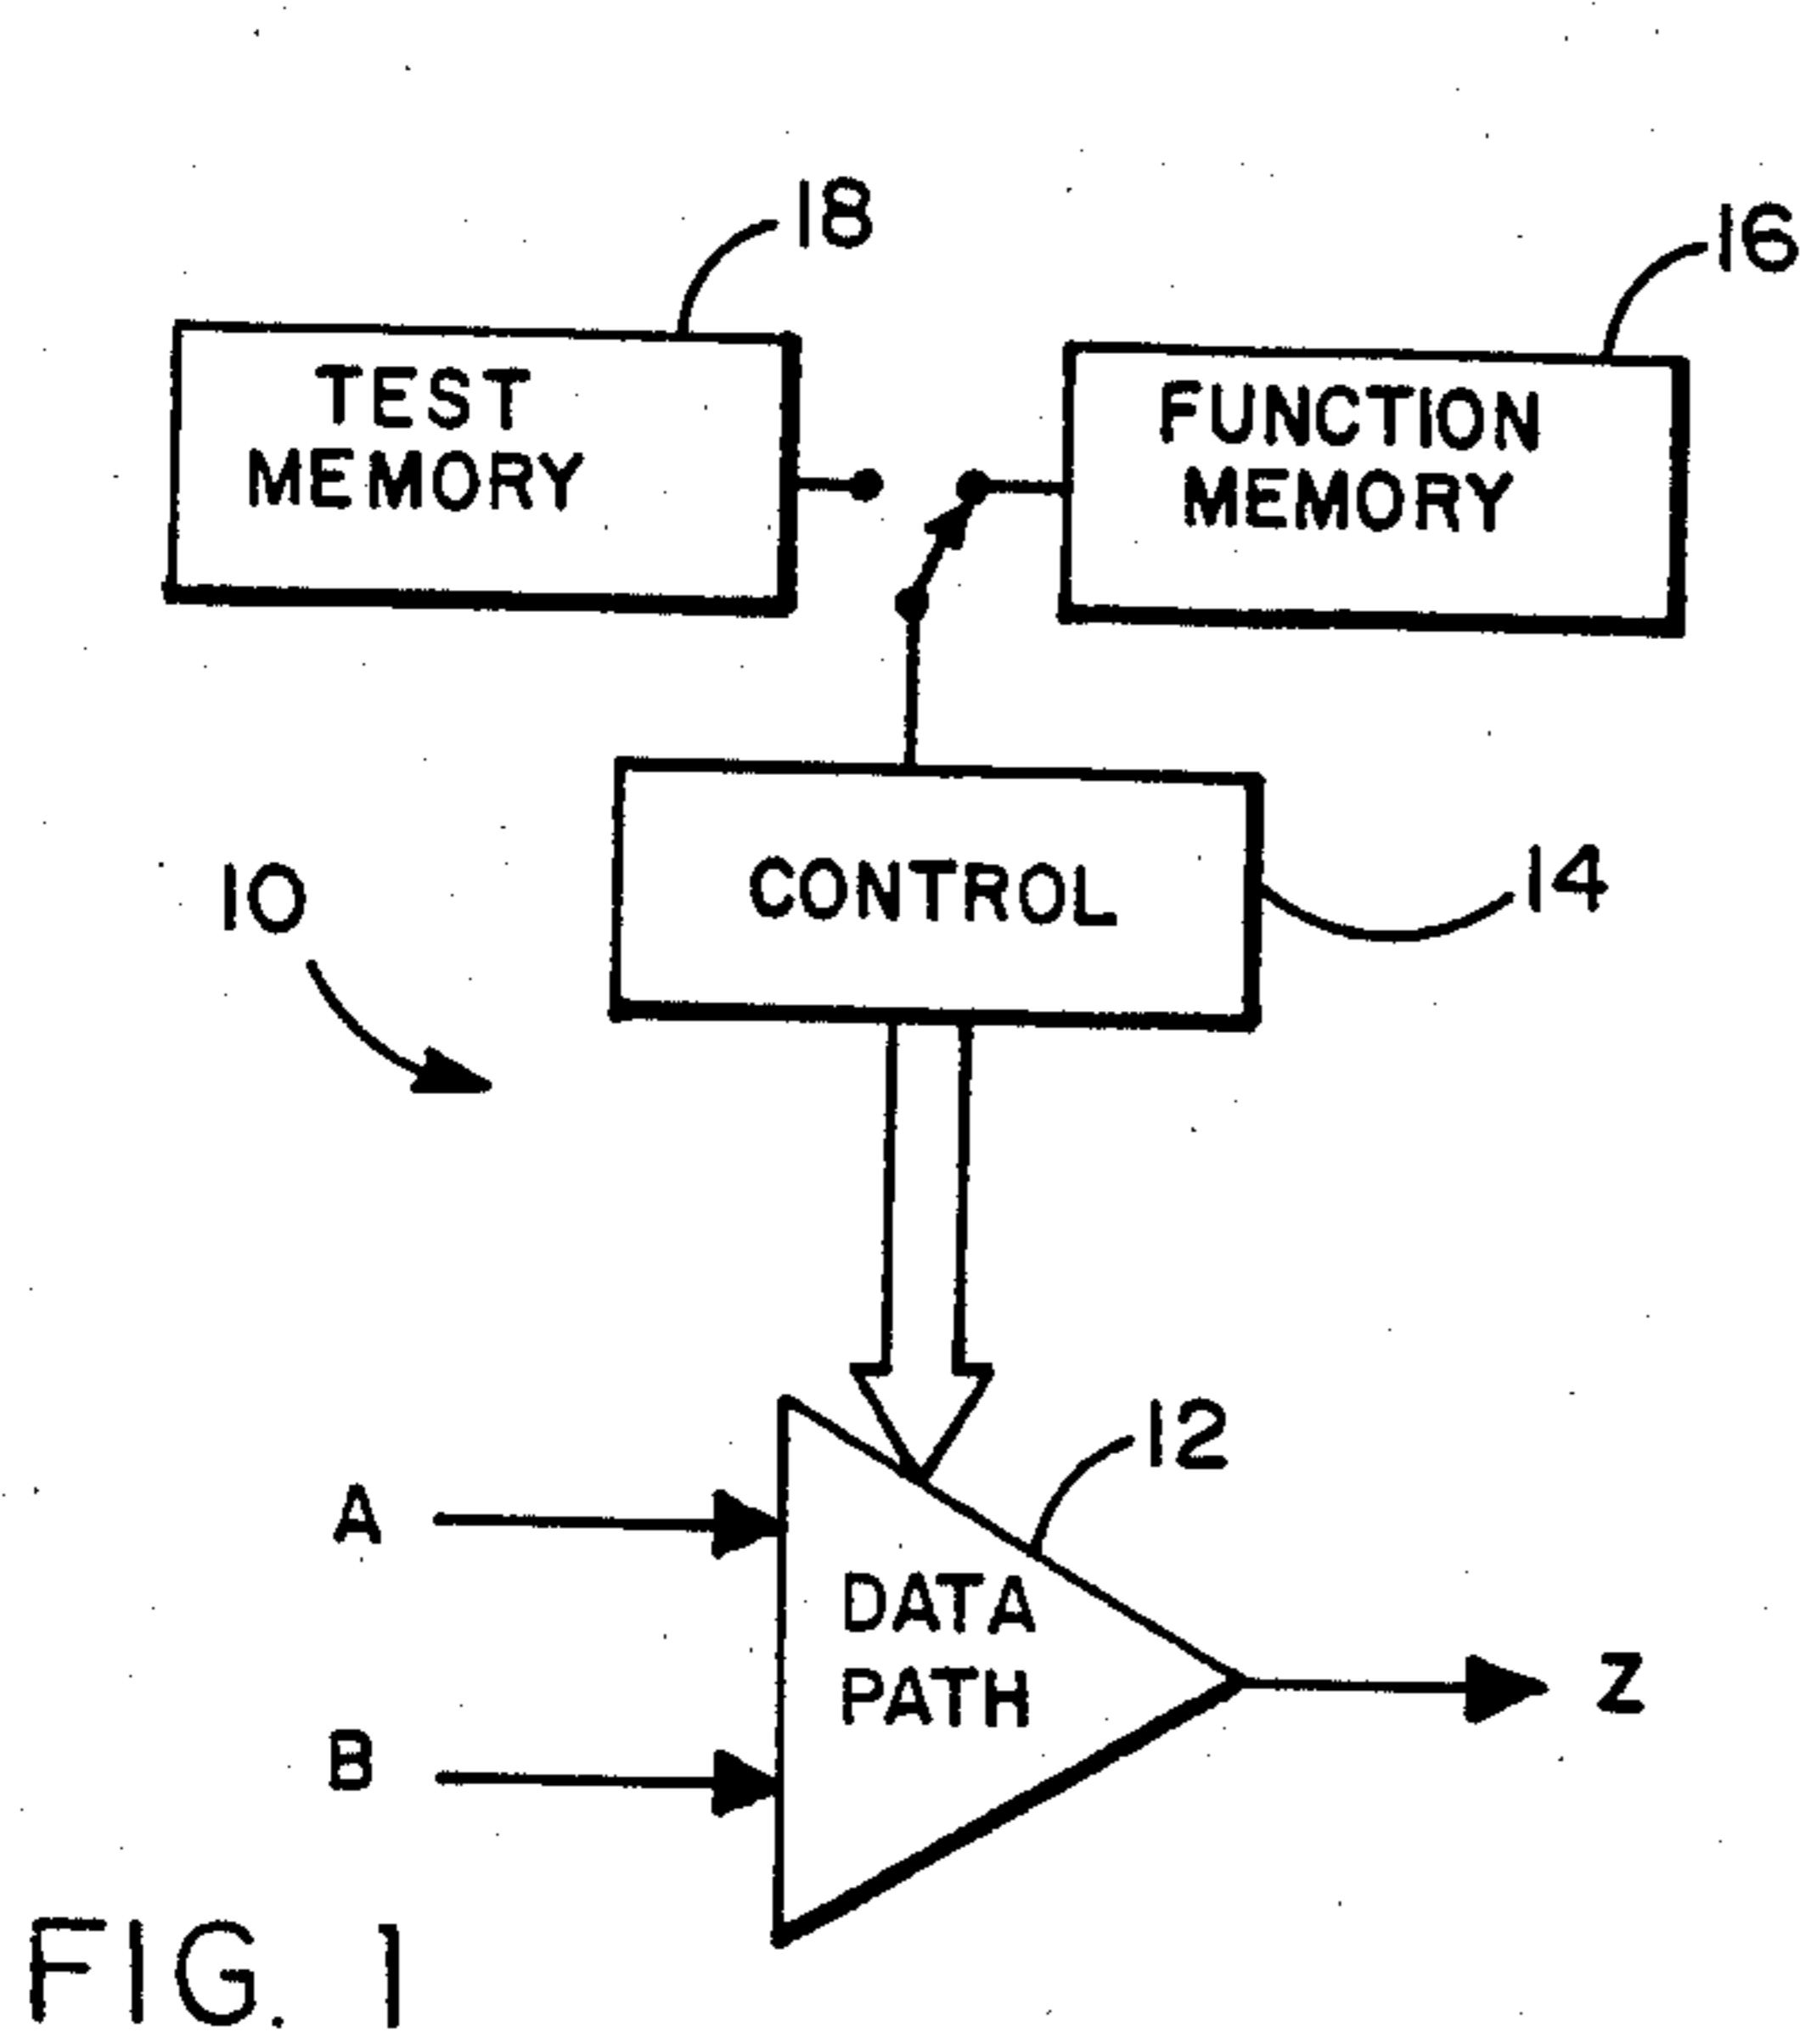 18
16
TEST
MEMORY
FUNCTION
MEMORY
10
CONTROL
14
12
A
DATA
PATH
B
Z
FIG. 1